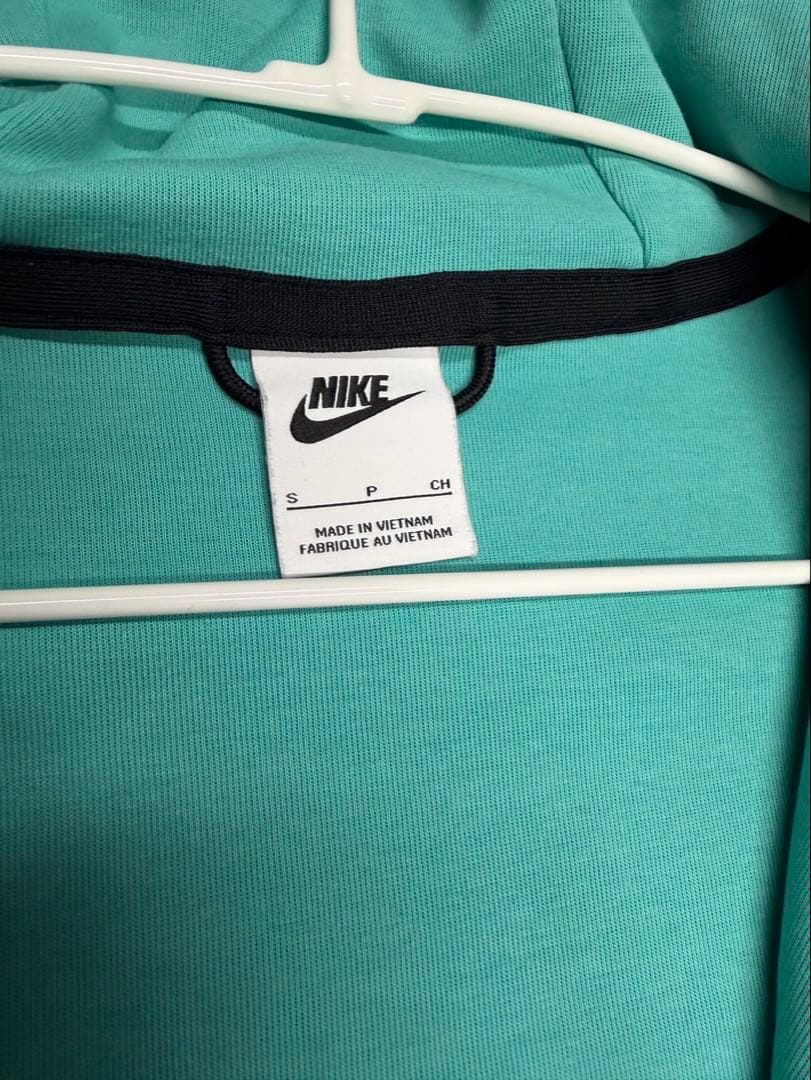 NIKE
S P CH
MADE IN VIETNAM
FABRIQUE AU VIETNAM